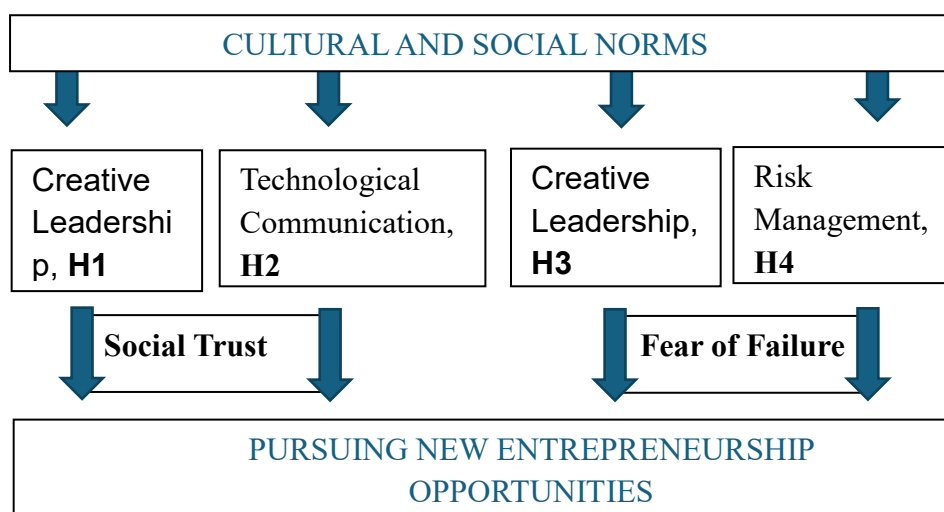 CULTURAL AND SOCIAL NORMS
Creative
Leadershi
p, H1
Technological
Communication,
H2
Creative
Leadership,
H3
Risk
Management,
H4
Social Trust
Fear of Failure
PURSUING NEW ENTREPRENEURSHIP
OPPORTUNITIES